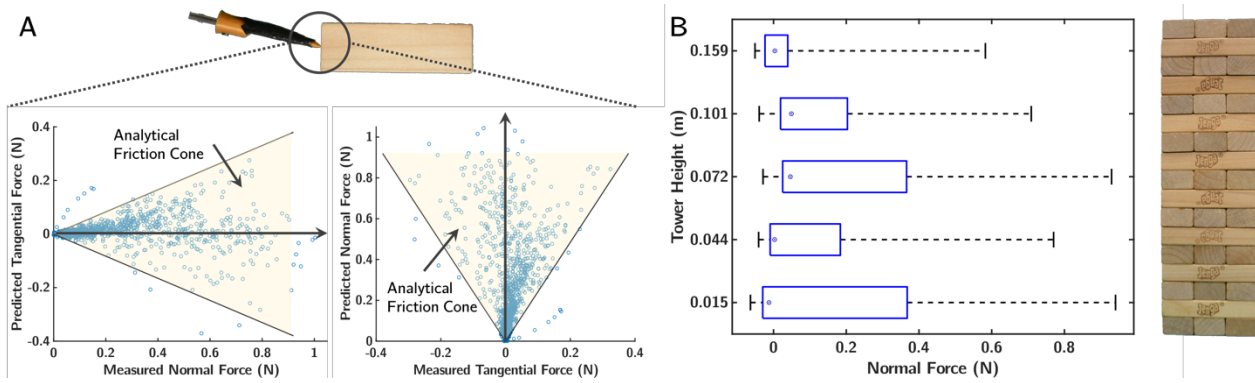 A
Analytical
Friction Cone
Predicted Tangential Force (N)
0.4
0.2
0
-0.2
-0.4
0
0.2
0.4
0.6
0.8
1
Measured Normal Force (N)
Predicted Normal Force (N)
1
0.8
0.6
0.4
0.2
0
Analytical
Friction Cone
-0.4
-0.2
0
0.2
0.4
Measured Tangential Force (N)
B
Tower Height (m)
0.159
0.101
0.072
0.044
0.015
0
0.2
0.4
0.6
0.8
Normal Force (N)